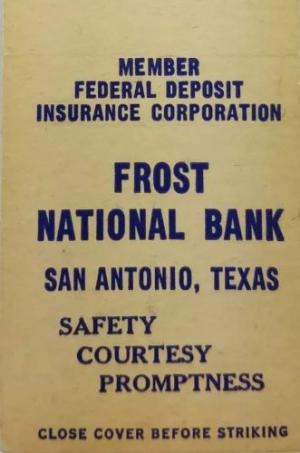 MEMBER
FEDERAL DEPOSIT
INSURANCE CORPORATION
FROST
NATIONAL BANK
SAN ANTONIO, TEXAS
SAFETY
COURTESY
PROMPTNESS
CLOSE COVER BEFORE STRIKING